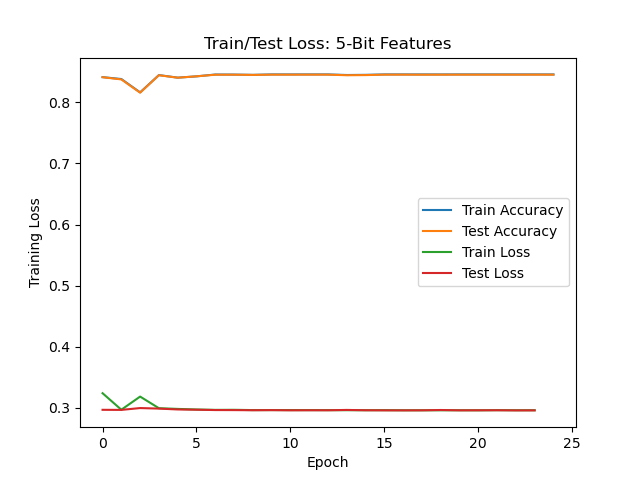 Train/Test Loss: 5-Bit Features
Training Loss
0.8
0.7
0.6
0.5
0.4
0.3
Train Accuracy
Test Accuracy
Train Loss
Test Loss
0 5 10 15 20 25
Epoch